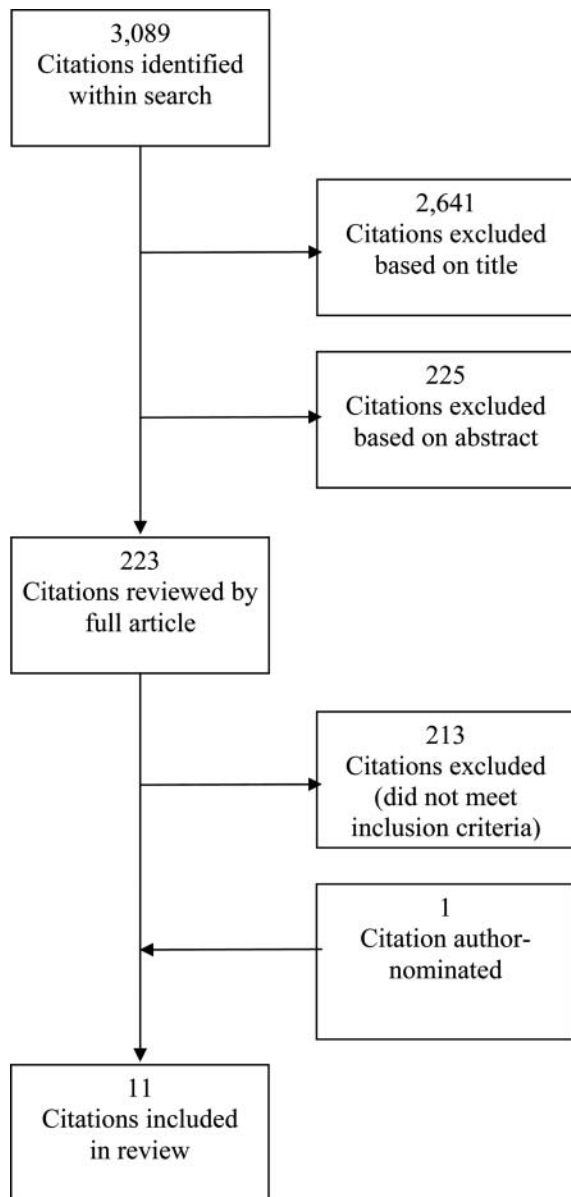 3,089
Citations identified
within search
2,641
Citations excluded
based on title
225
Citations excluded
based on abstract
223
Citations reviewed by
full article
213
Citations excluded
(did not meet
inclusion criteria)
1
Citation author-
nominated
11
Citations included
in review